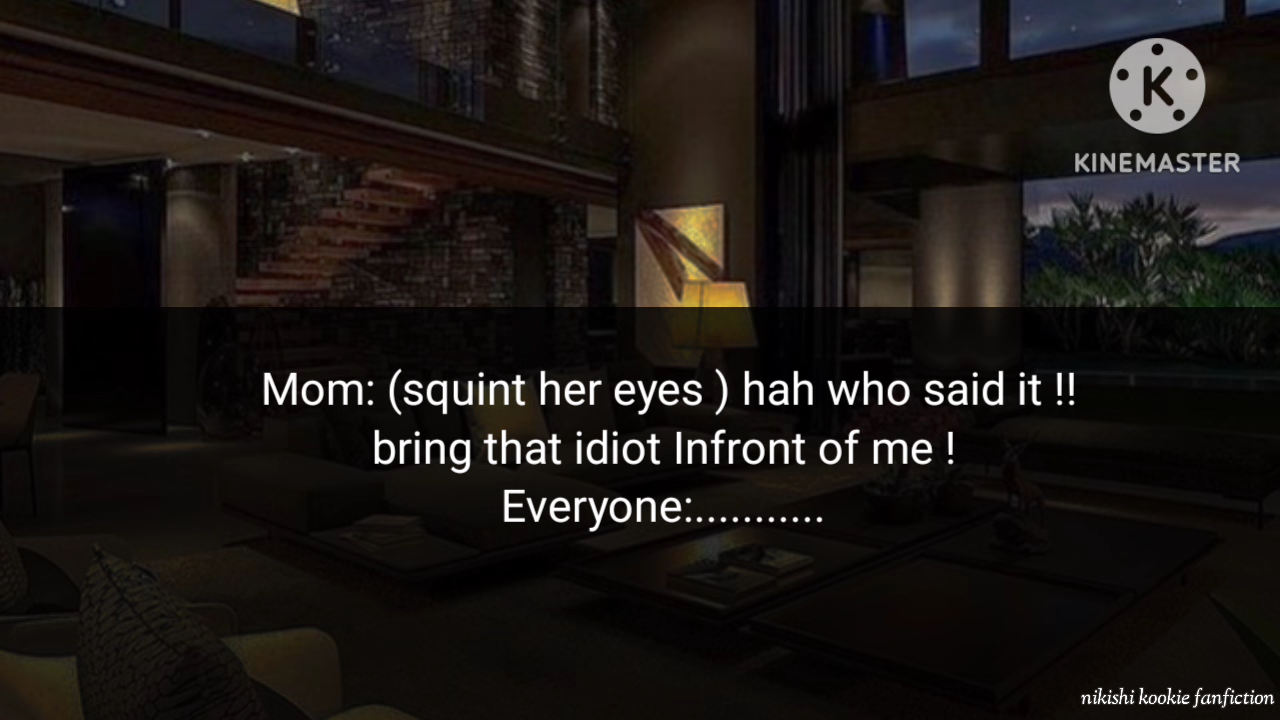 K
KINEMASTER
Mom: (squint her eyes ) hah who said it !!
bring that idiot Infront of me !
Everyone:...........
nikishi kookie fanfiction